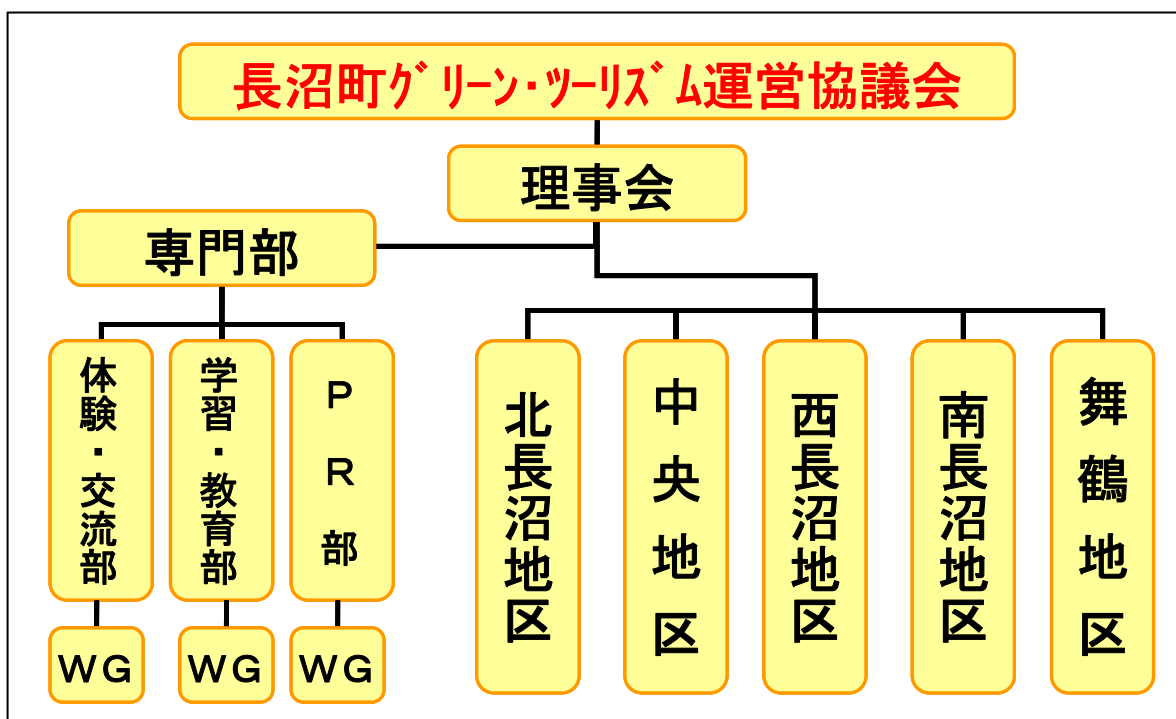 長沼町ｸﾞﾘｰﾝ・ﾂｰﾘｽﾞﾑ運営協議会
理事会
専門部
体験・交流部
学習・教育部
ＰＲ部
北長沼地区
中央地区
西長沼地区
南長沼地区
舞鶴地区
ＷＧ
ＷＧ
ＷＧ